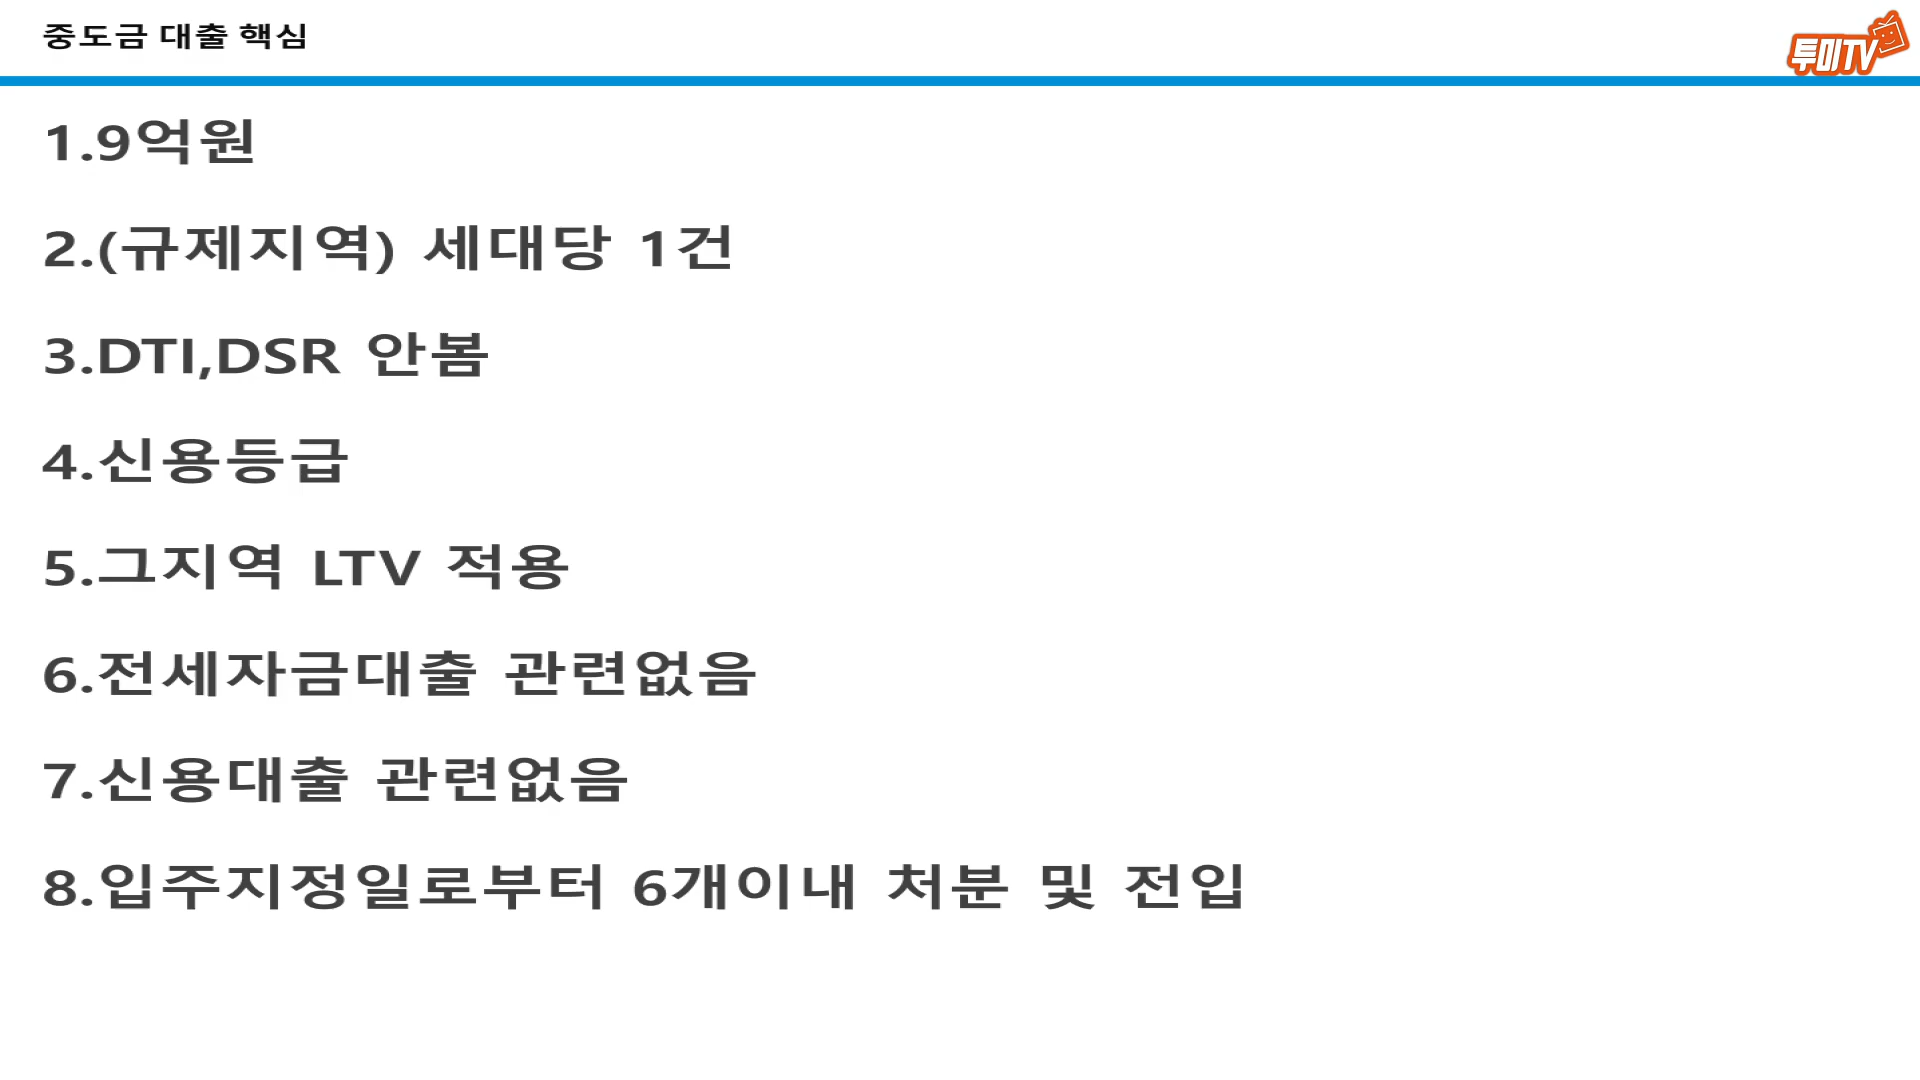 중도금 대출 핵심
투미TV
1.9억원
2.(규제지역) 세대당 1건
3.DTI,DSR 안봄
4.신용등급
5.그지역 LTV 적용
6.전세자금대출 관련없음
7.신용대출 관련없음
8.입주지정일로부터 6개이내 처분 및 전입